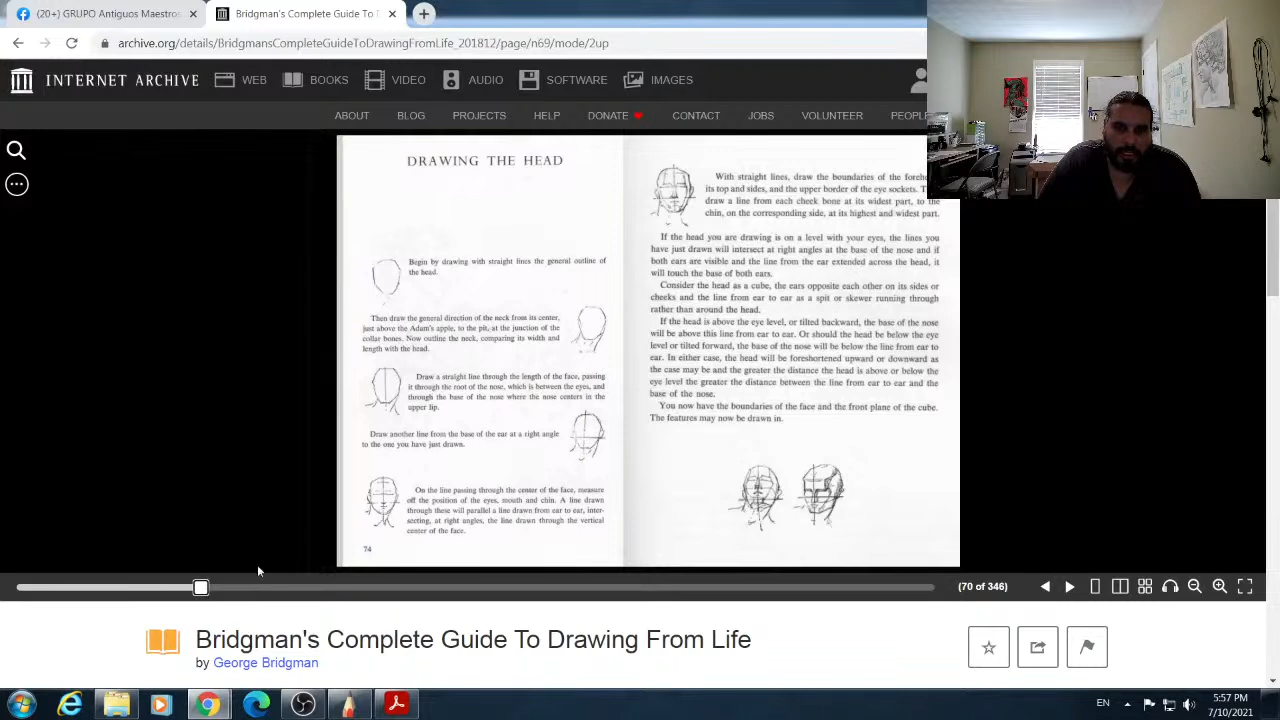 (20+) GRUPO Antiguos Maestros
Bridgman's Complete Guide To D
archive.org/details/BridgmansCompleteGuideToDrawingFromLife_201812/page/n69/mode/2up
INTERNET ARCHIVE
WEB
BOOKS
VIDEO
AUDIO
SOFTWARE
IMAGES
ABOUT
BLOG
PROJECTS
HELP
DONATE
CONTACT
JOBS
VOLUNTEER
PEOPL
DRAWING THE HEAD
Begin by drawing with straight lines the general outline of
the head.
Then draw the general direction of the neck from its center,
just above the Adam's apple, to the pit, at the junction of the
collar bones. Now outline the neck, comparing its width and
length with the head.
Draw a straight line through the length of the face, passing
it through the root of the nose, which is between the eyes, and
through the base of the nose where the nose centers in the
upper lip.
Draw another line from the base of the ear at a right angle
to the one you have just drawn.
On the line passing through the center of the face, measure
off the position of the eyes, mouth and chin. A line drawn
through these will parallel a line drawn from ear to ear, inter-
secting, at right angles, the line drawn through the vertical
center of the face.
74
With straight lines, draw the boundaries of the
its top and sides, and the upper border of the eye sockets.
draw a line from each cheek bone at its widest part, to the
chin, on the corresponding side, at its highest and widest part.
If the head you are drawing is on a level with your eyes, the lines you
have just drawn will intersect at right angles at the base of the nose and if
both ears are visible and the line from the ear extended across the head, it
will touch the base of both ears.
Consider the head as a cube, the ears opposite each other on its sides or
cheeks and the line from ear to ear as a spit or skewer running through
rather than around the head.
If the head is above the eye level, or tilted backward, the base of the nose
will be above this line from ear to ear. Or should the head be below the eye
level or tilted forward, the base of the nose will be below the line from ear to
ear. In either case, the head will be foreshortened upward or downward as
the case may be and the greater the distance the head is above or below the
eye level the greater the distance between the line from ear to ear and the
base of the nose.
You now have the boundaries of the face and the front plane of the cube.
The features may now be drawn in.
(70 of 346)
Bridgman's Complete Guide To Drawing From Life
by George Bridgman
EN
5:57 PM
7/10/2021